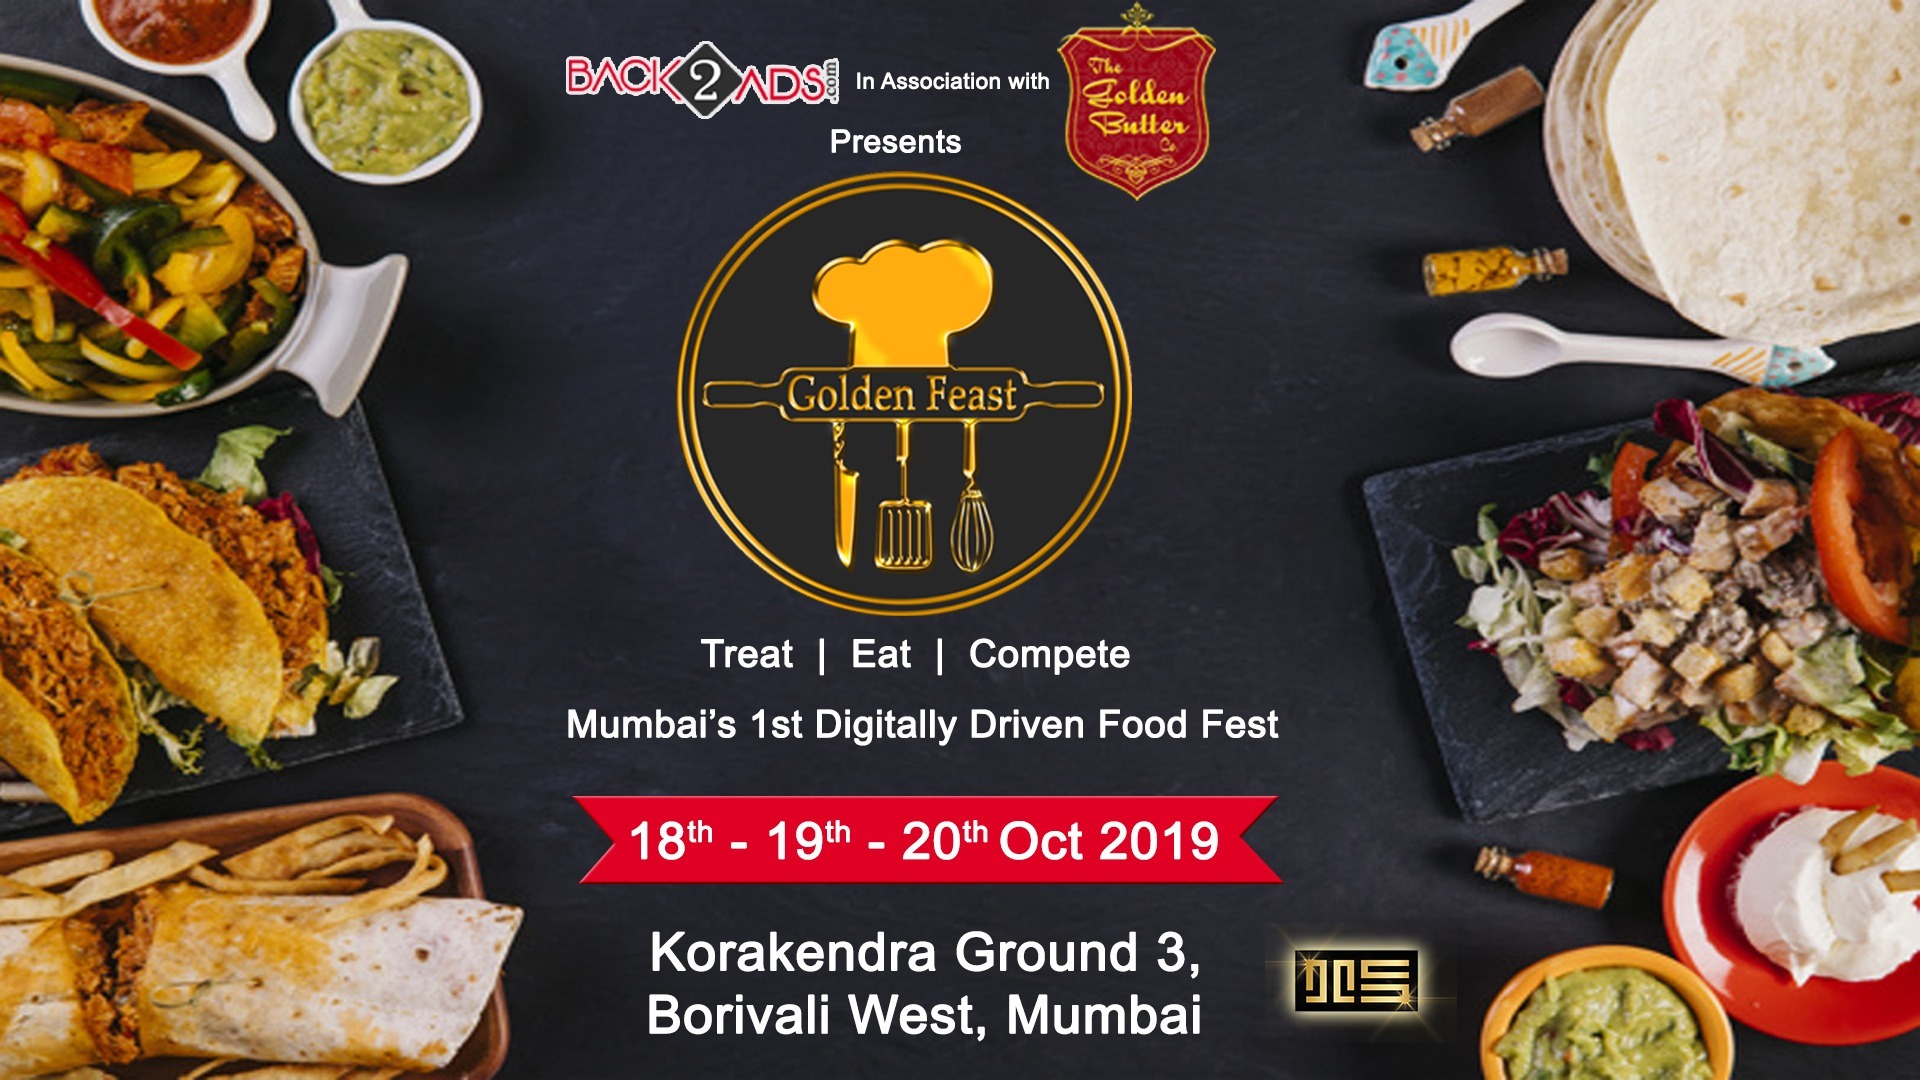 BACK2ADS.com In Association with
The
Golden
Butter
Co.
Presents
Golden Feast
Treat | Eat | Compete
Mumbai’s 1st Digitally Driven Food Fest
18th - 19th - 20th Oct 2019
Korakendra Ground 3,
Borivali West, Mumbai